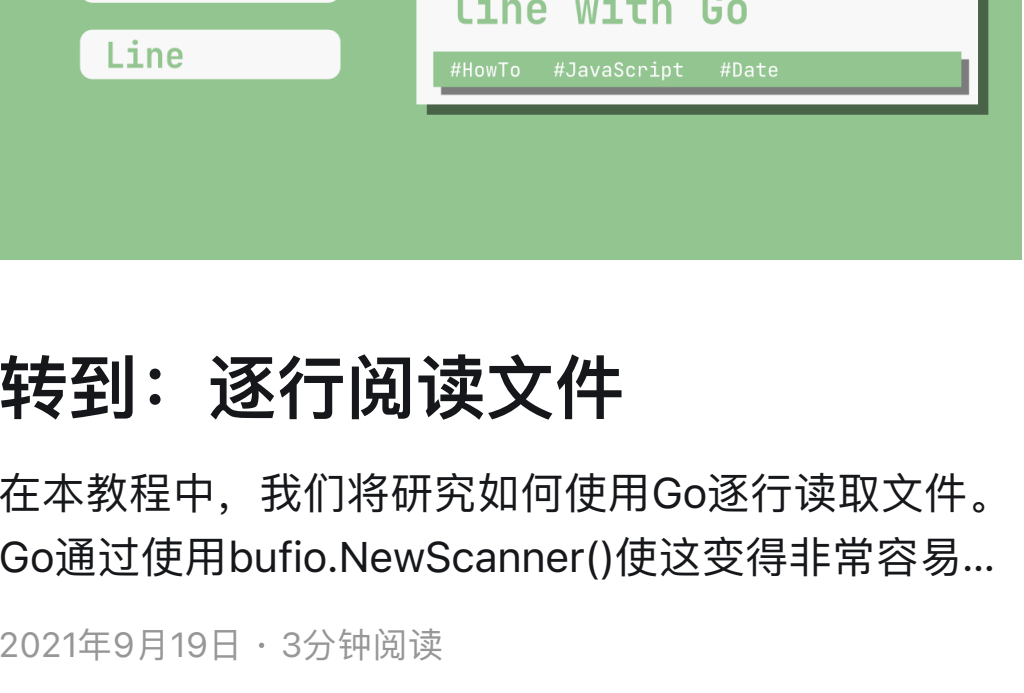 line with Go
Line
#HowTo #JavaScript #Date
转到：逐行阅读文件
在本教程中，我们将研究如何使用Go逐行读取文件。
Go通过使用bufio.NewScanner()使这变得非常容易...
2021年9月19日 · 3分钟阅读